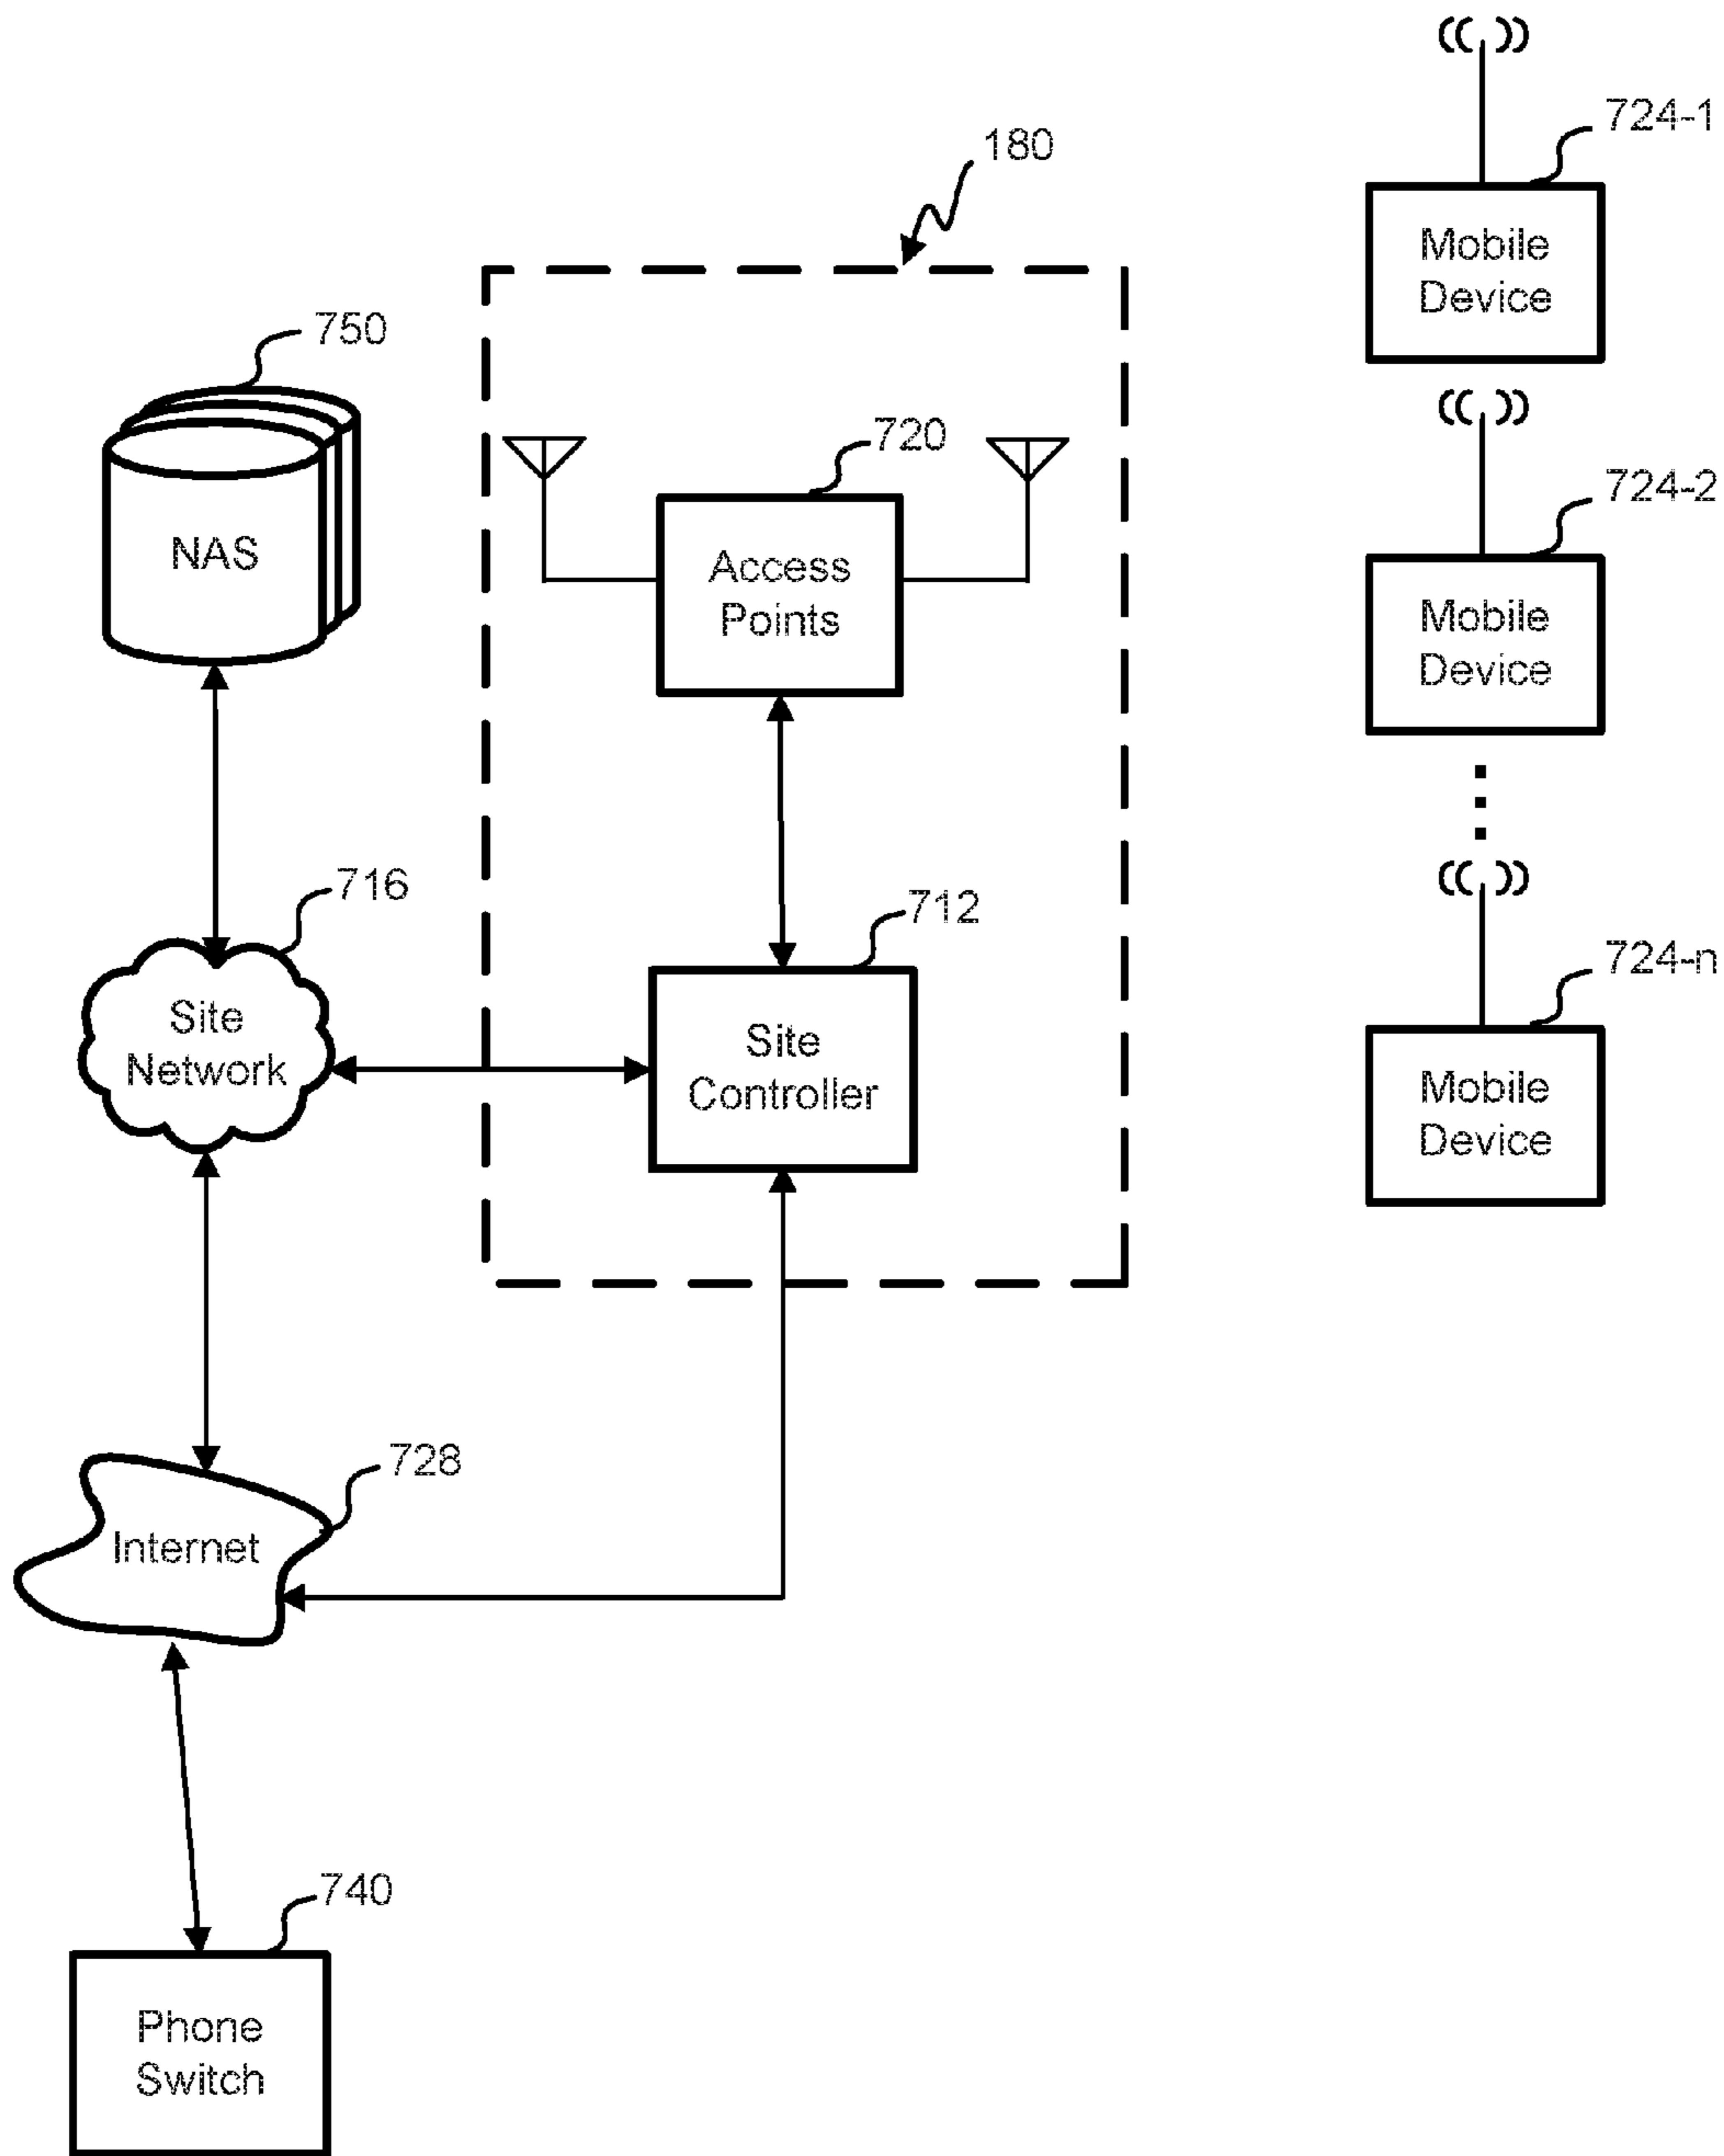 724-1
180
Mobile
Device
750
720
724-2
NAS
Access
Points
Mobile
Device
716
712
724-n
Site
Network
Site
Controller
Mobile
Device
728
Internet
740
Phone
Switch